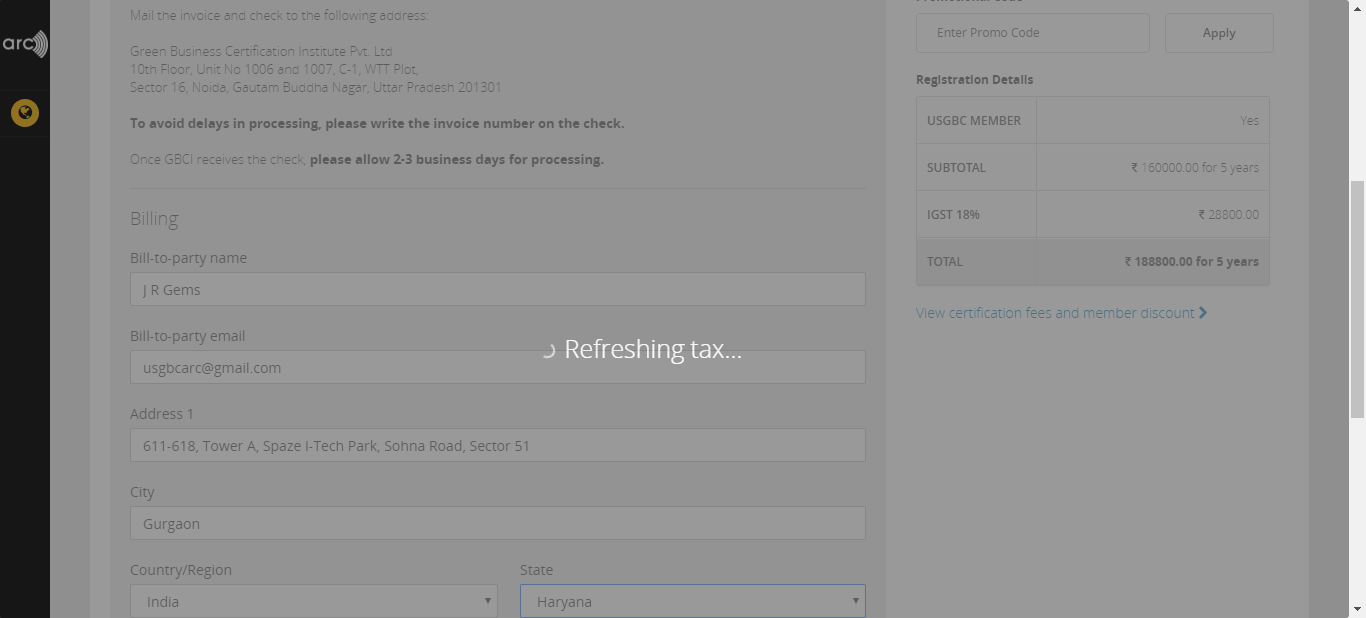 arc
Mail the invoice and check to the following address:
Green Business Certification Institute Pvt. Ltd
10th Floor, Unit No 1006 and 1007, C-1, WTT Plot,
Sector 16, Noida, Gautam Buddha Nagar, Uttar Pradesh 201301
To avoid delays in processing, please write the invoice number on the check.
Once GBCI receives the check, please allow 2-3 business days for processing.
Billing
Bill-to-party name
J R Gems
Bill-to-party email
usgbcarc@gmail.com
Address 1
611-618, Tower A, Spaze I-Tech Park, Sohna Road, Sector 51
City
Gurgaon
Country/Region State
India Haryana
Refreshing tax...
Promotional Code
Enter Promo Code Apply
Registration Details
USGBC MEMBER Yes
SUBTOTAL ₹ 160000.00 for 5 years
IGST 18% ₹ 28800.00
TOTAL ₹ 188800.00 for 5 years
View certification fees and member discount